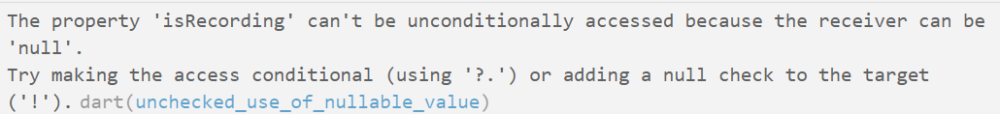 The property 'isRecording' can't be unconditionally accessed because the receiver can be
'null'.
Try making the access conditional (using '?.') or adding a null check to the target
('!'). dart(unchecked_use_of_nullable_value)